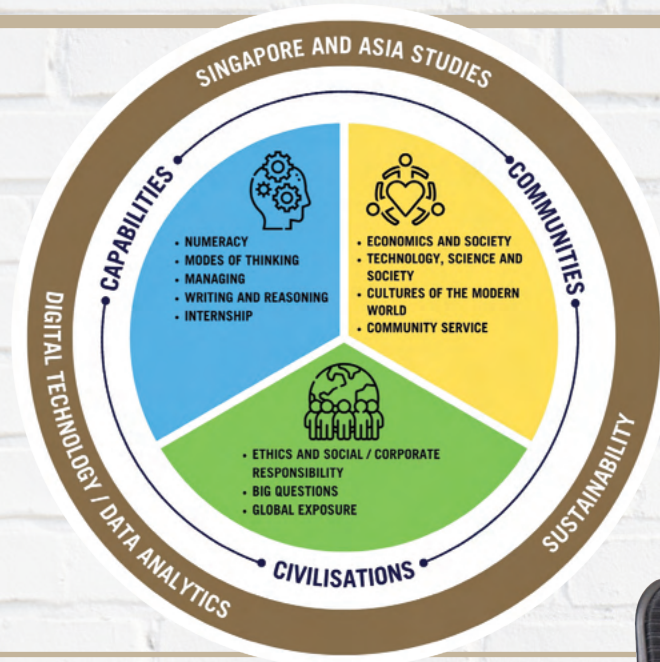 SINGAPORE AND ASIA STUDIES
CAPABILITIES
COMMUNITIES
• NUMERACY
• MODES OF THINKING
• MANAGING
• WRITING AND REASONING
• INTERNSHIP
• ECONOMICS AND SOCIETY
• TECHNOLOGY, SCIENCE AND
SOCIETY
• CULTURES OF THE MODERN
WORLD
• COMMUNITY SERVICE
• ETHICS AND SOCIAL / CORPORATE
RESPONSIBILITY
• BIG QUESTIONS
• GLOBAL EXPOSURE
CIVILISATIONS
DIGITAL TECHNOLOGY / DATA ANALYTICS
SUSTAINABILITY